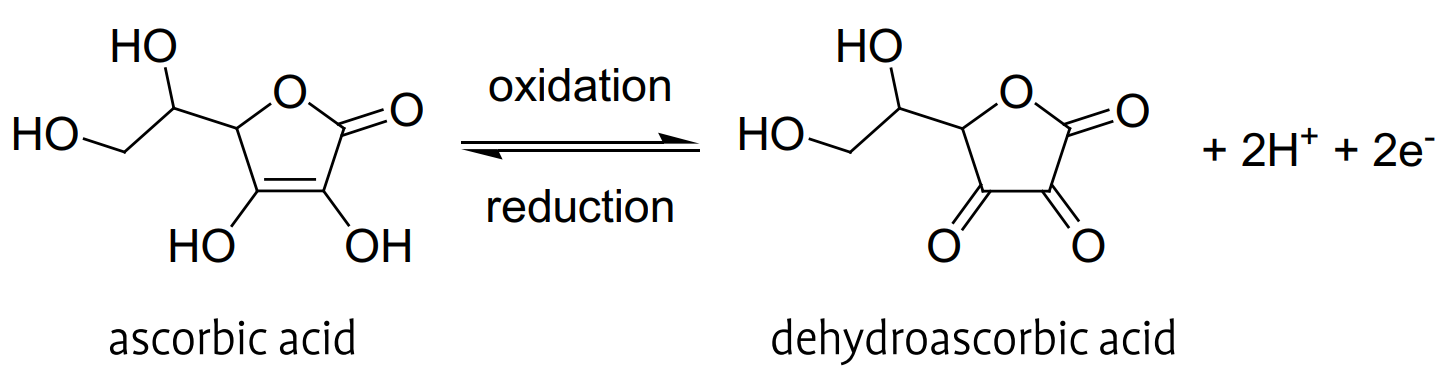 HO
HO
O
O
HO
OH
oxidation
reduction
HO
HO
O
O
O
O
+ 2H⁺ + 2e⁻
ascorbic acid
dehydroascorbic acid